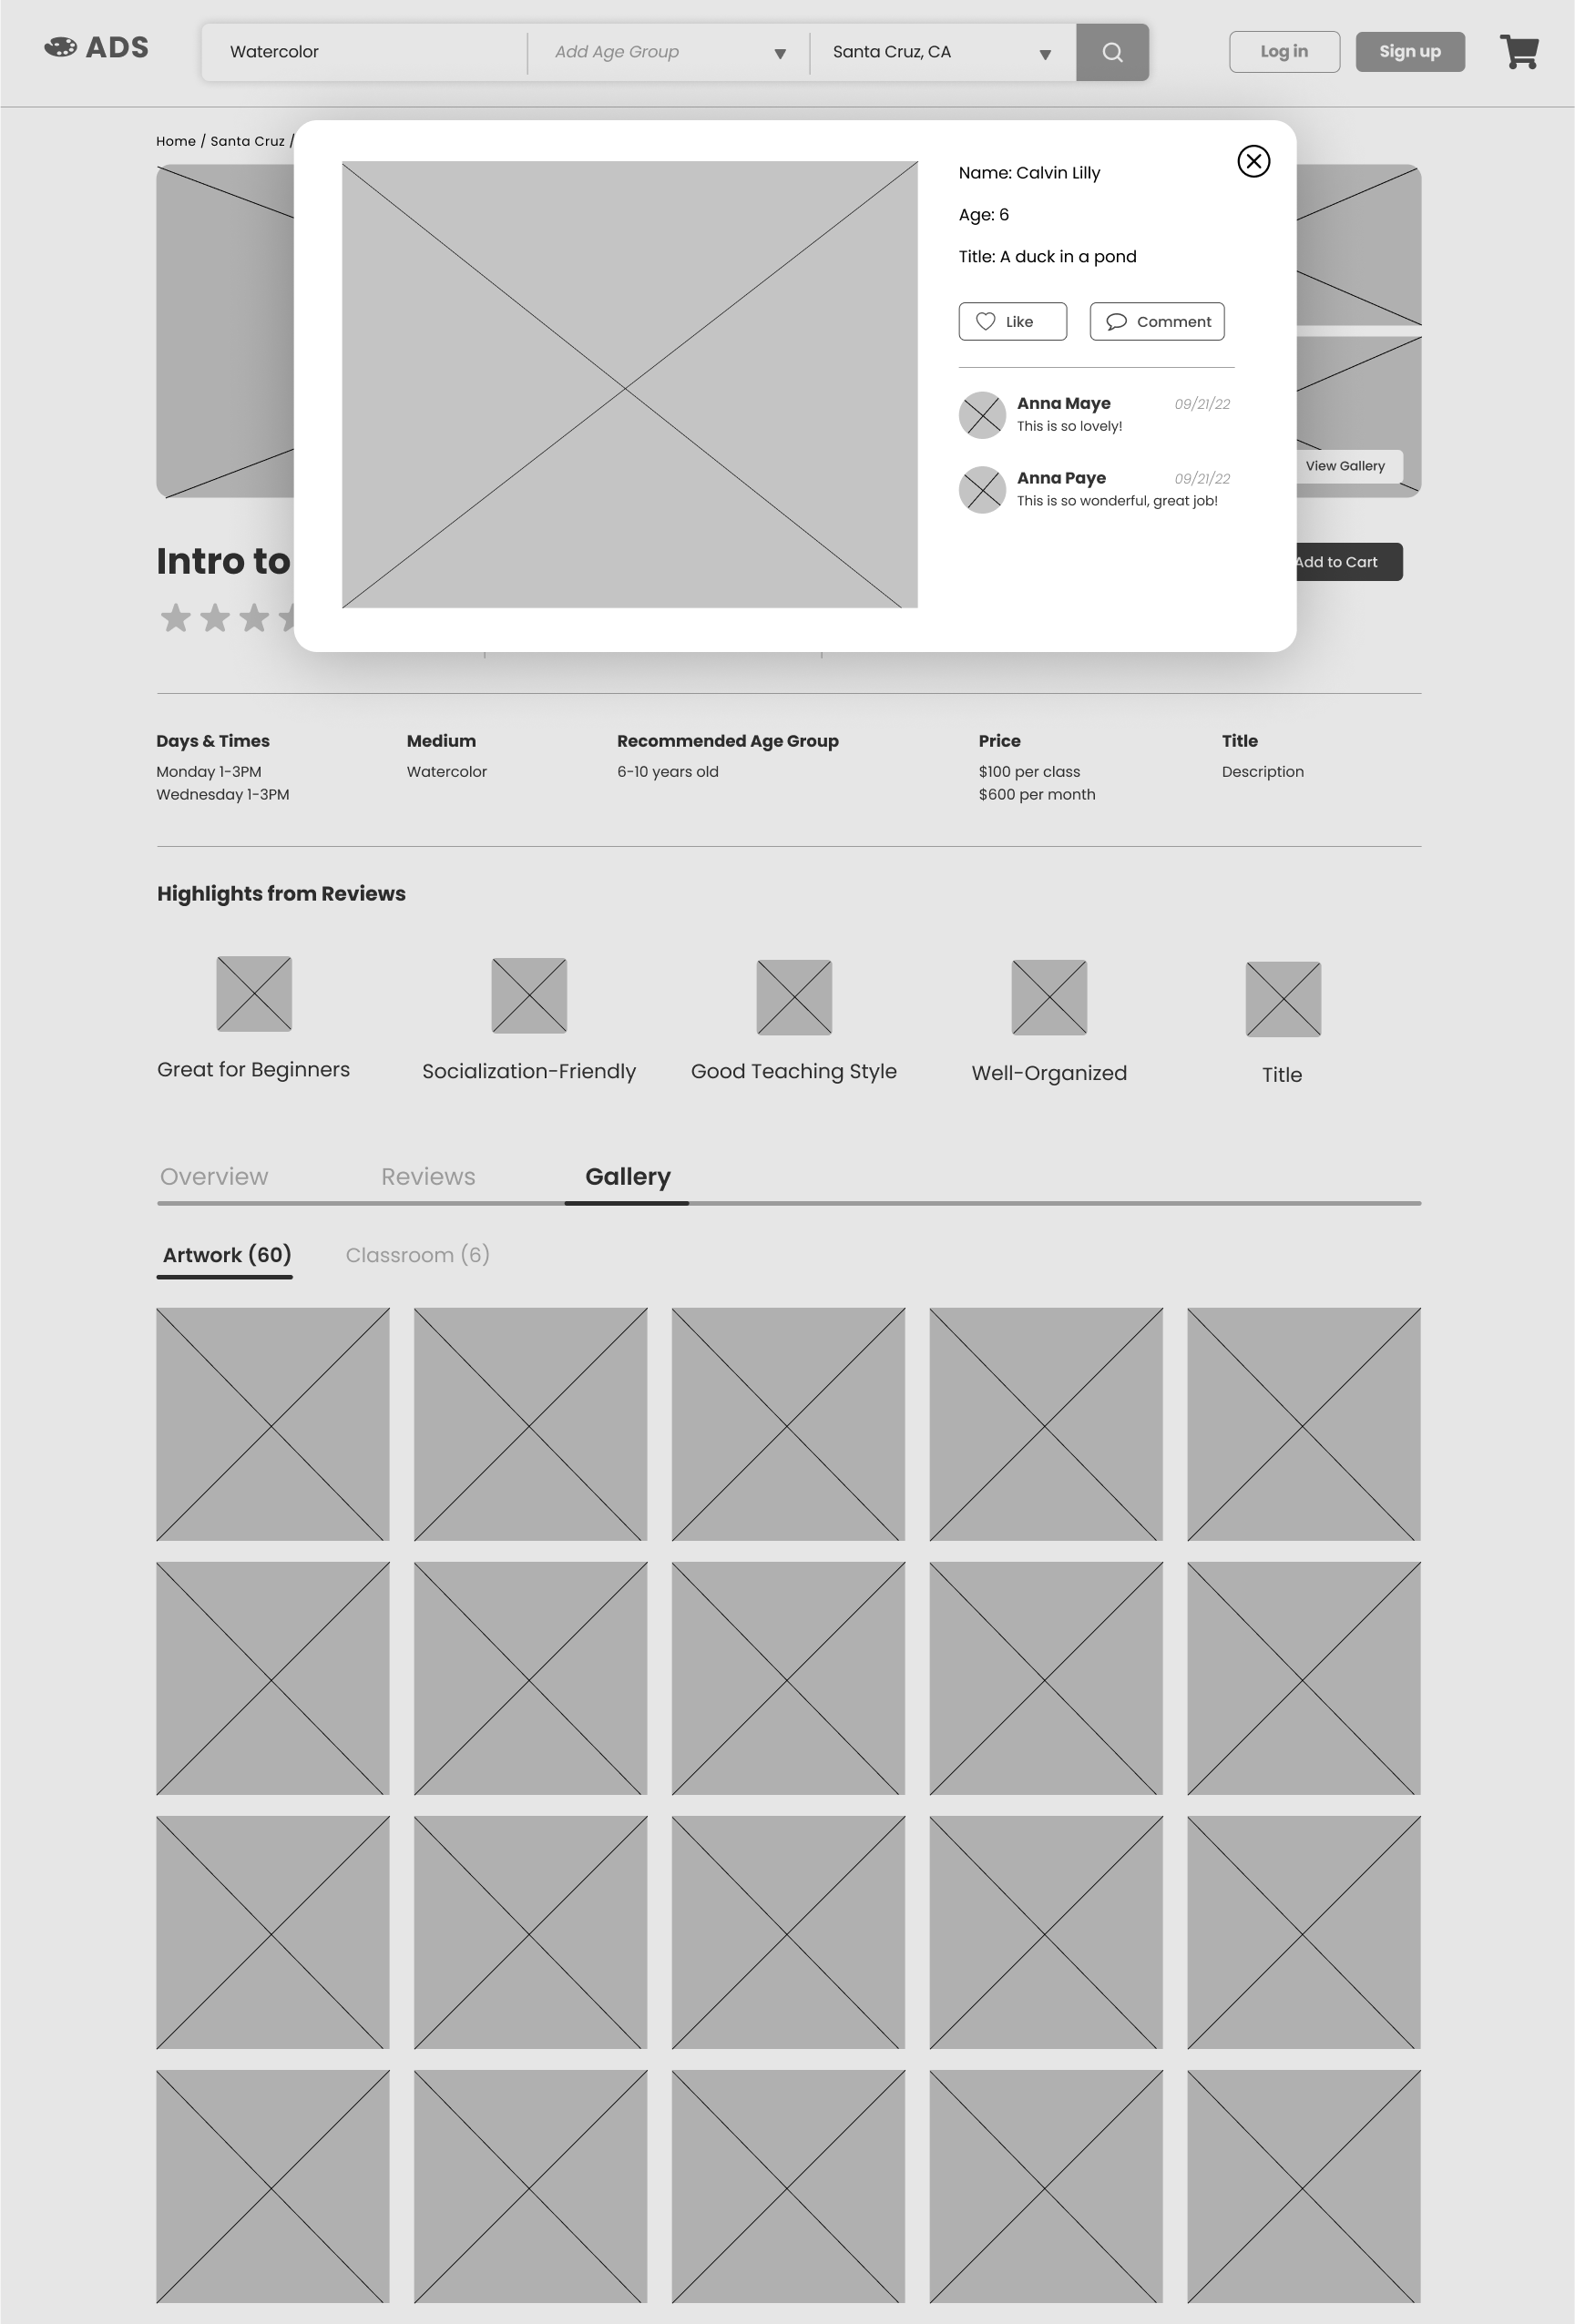 ADS
Watercolor
Add Age Group
Santa Cruz, CA
Log in
Sign up
Home / Santa Cruz /
Name: Calvin Lilly
Age: 6
Title: A duck in a pond
Like
Comment
Anna Maye 09/21/22
This is so lovely!
Anna Paye 09/21/22
This is so wonderful, great job!
View Gallery
Intro to
Add to Cart
Days & Times
Monday 1-3PM
Wednesday 1-3PM
Medium
Watercolor
Recommended Age Group
6-10 years old
Price
$100 per class
$600 per month
Title
Description
Highlights from Reviews
Great for Beginners
Socialization-Friendly
Good Teaching Style
Well-Organized
Title
Overview
Reviews
Gallery
Artwork (60)
Classroom (6)